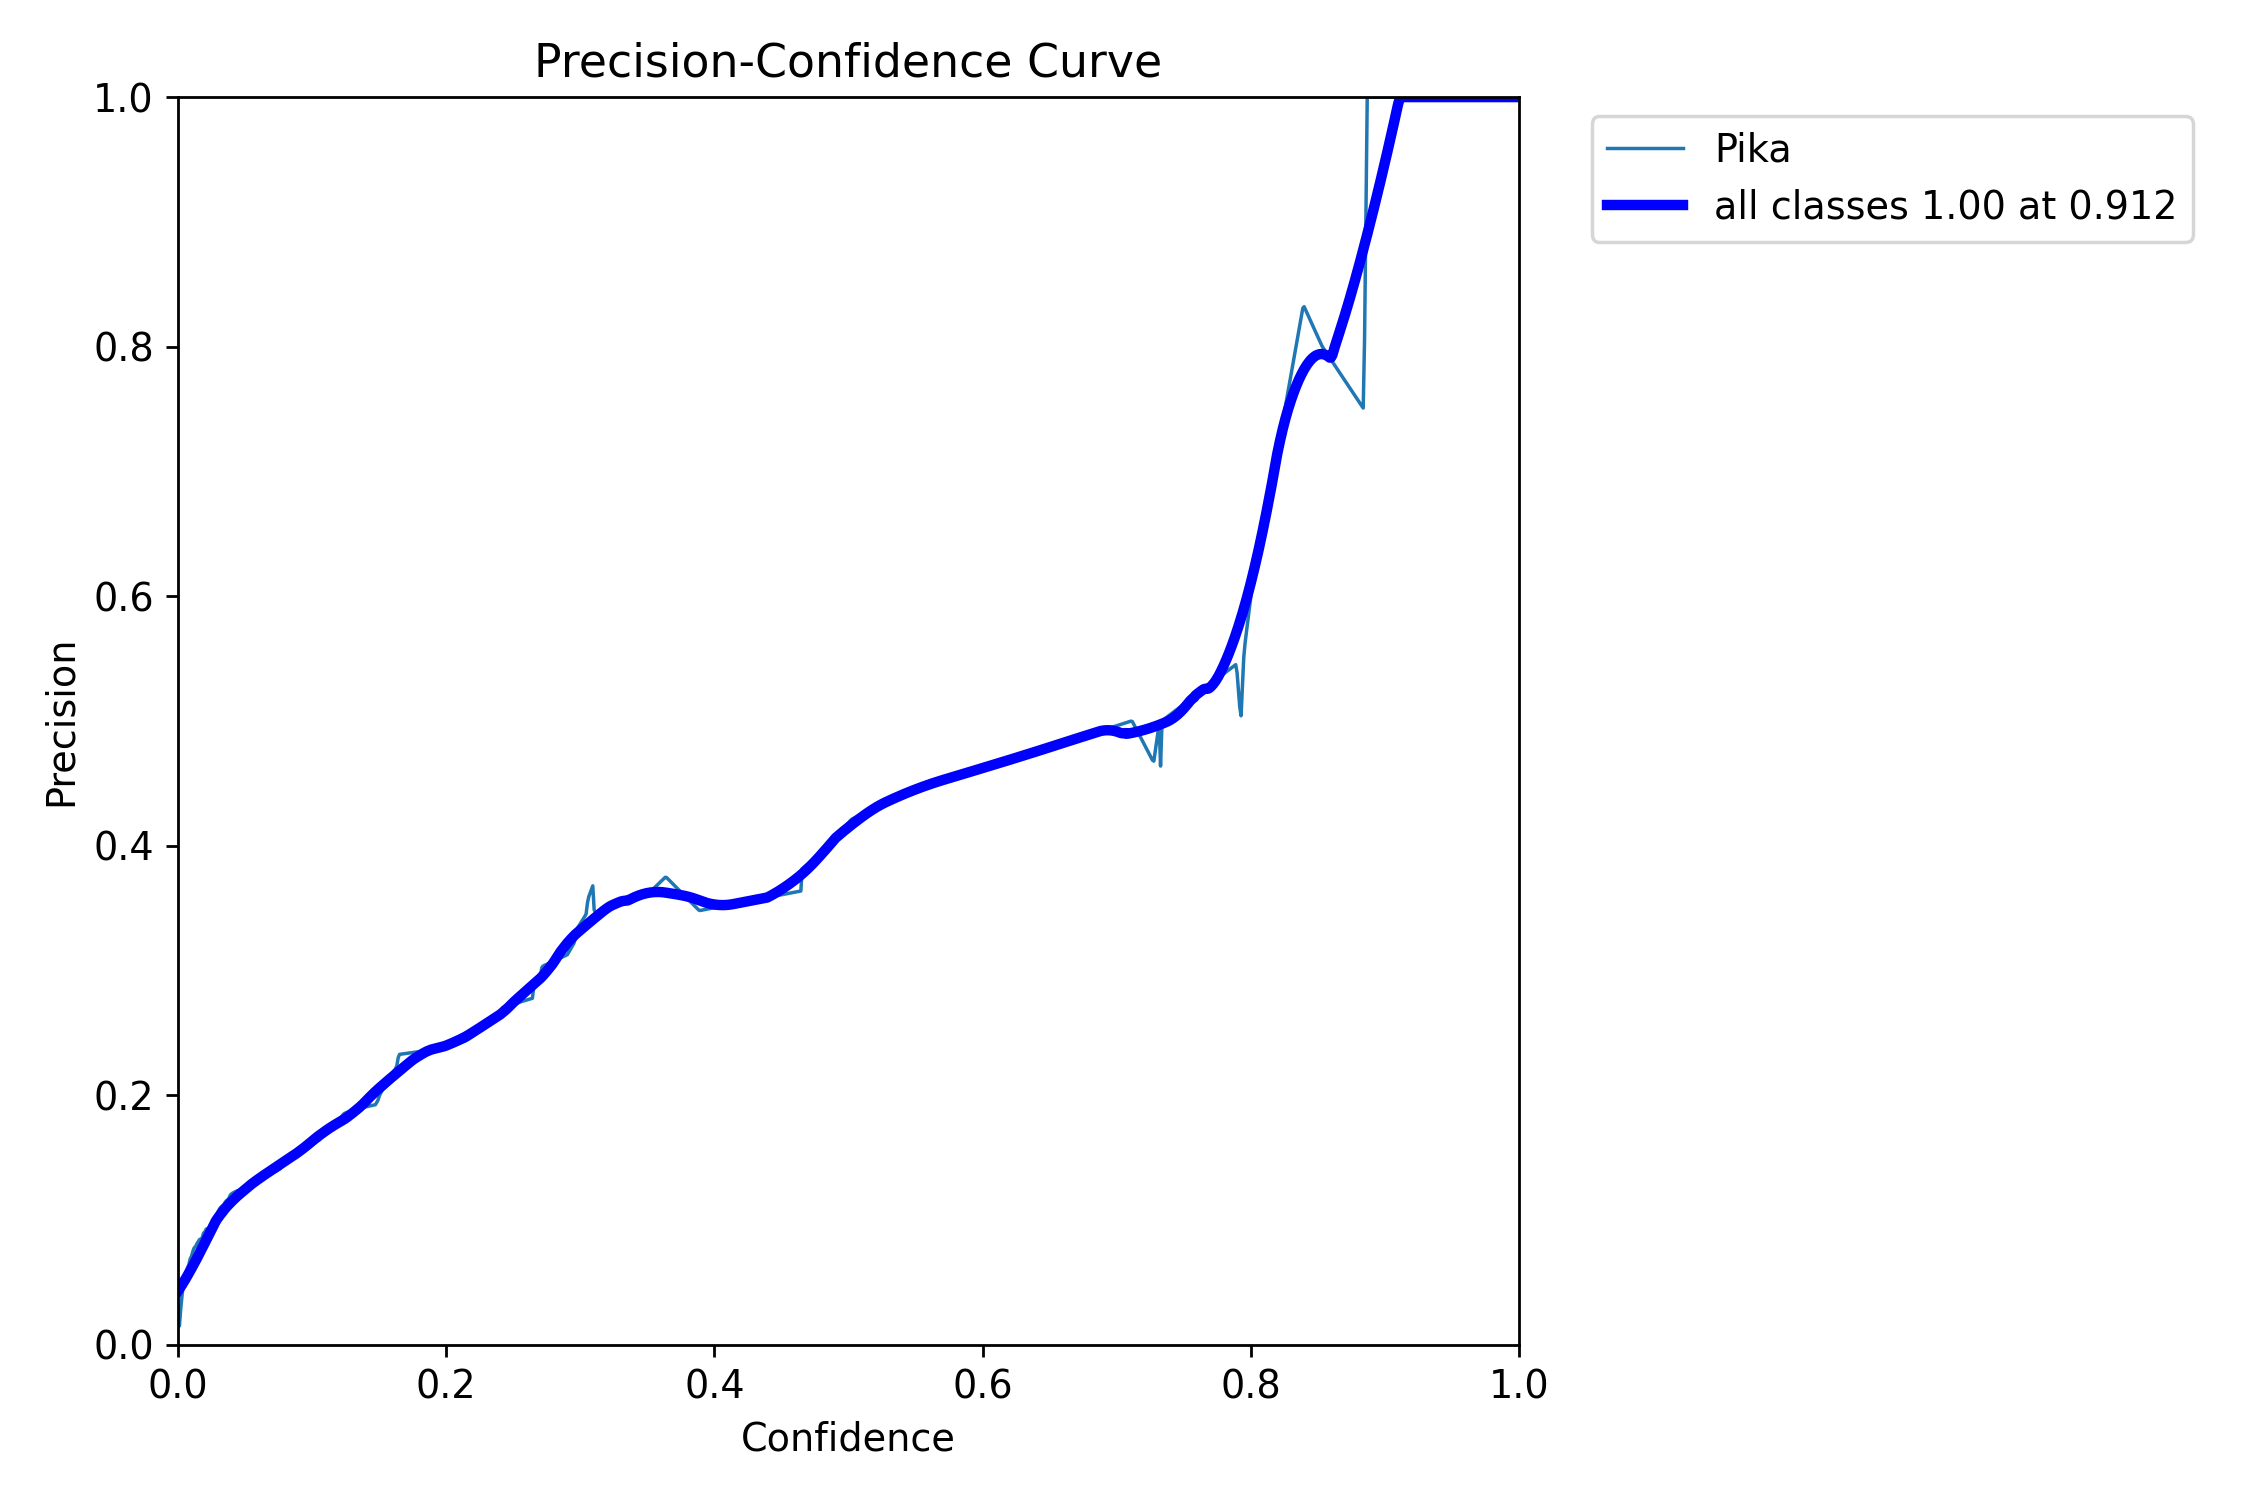 Precision-Confidence Curve
1.0
0.8
0.6
0.4
0.2
0.0
Precision
0.0 0.2 0.4 0.6 0.8 1.0
Confidence
Pika
all classes 1.00 at 0.912